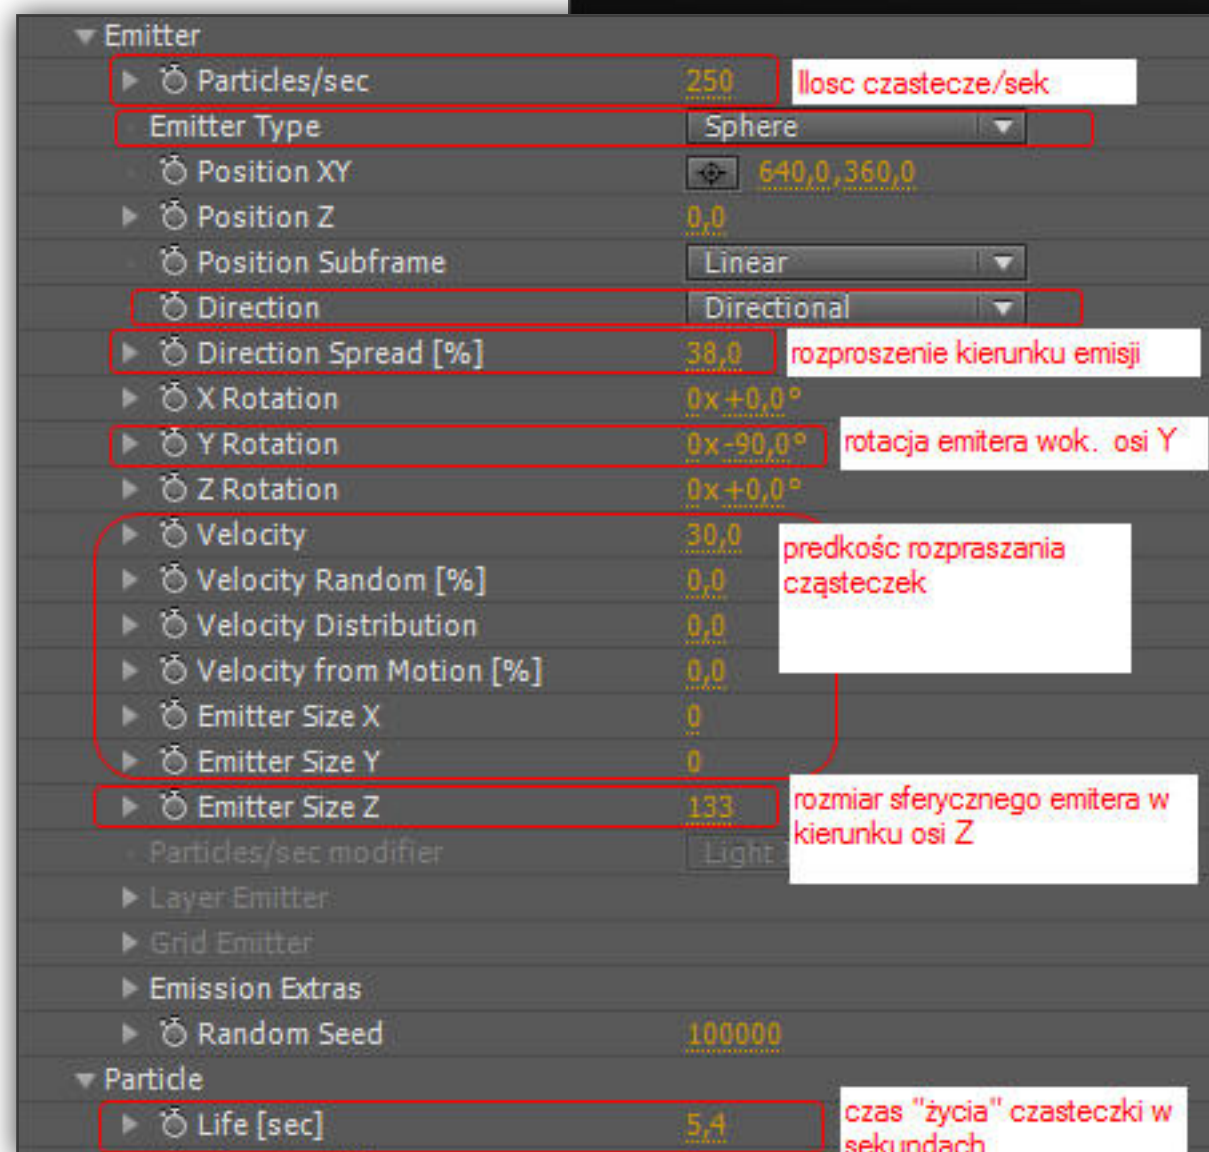 Emitter
Particles/sec 250 Ilosc czastecze/sek
Emitter Type Sphere
Position XY 640,0,360,0
Position Z 0,0
Position Subframe Linear
Direction Directional
Direction Spread [%] 38,0 rozproszenie kierunku emisji
X Rotation 0x+0,0°
Y Rotation 0x-90,0° rotacja emitera wok. osi Y
Z Rotation 0x+0,0°
Velocity 30,0 predkośc rozpraszania
cząsteczek
Velocity Random [%] 0,0
Velocity Distribution 0,0
Velocity from Motion [%] 0,0
Emitter Size X 0
Emitter Size Y 0
Emitter Size Z 133 rozmiar sferycznego emitera w
kierunku osi Z
Particles/sec modifier Light
Layer Emitter
Grid Emitter
Emission Extras
Random Seed 100000
Particle
Life [sec] 5,4 czas "życia" czasteczki w
sekundach